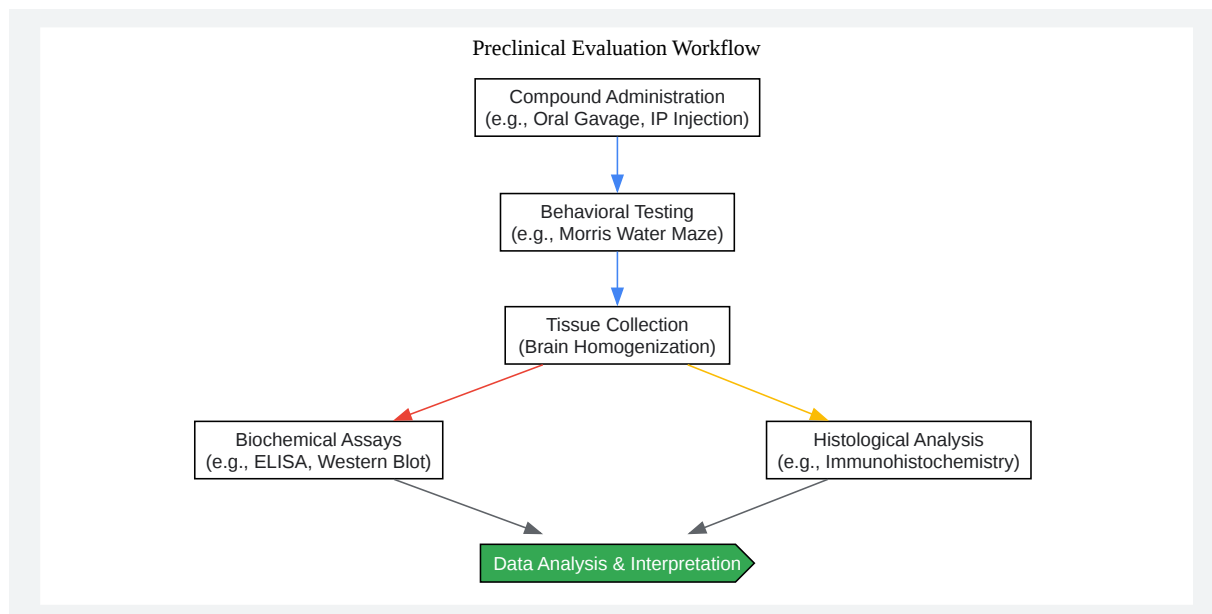 Preclinical Evaluation Workflow
Compound Administration
(e.g., Oral Gavage, IP Injection)
Behavioral Testing
(e.g., Morris Water Maze)
Tissue Collection
(Brain Homogenization)
Biochemical Assays
(e.g., ELISA, Western Blot)
Histological Analysis
(e.g., Immunohistochemistry)
Data Analysis & Interpretation